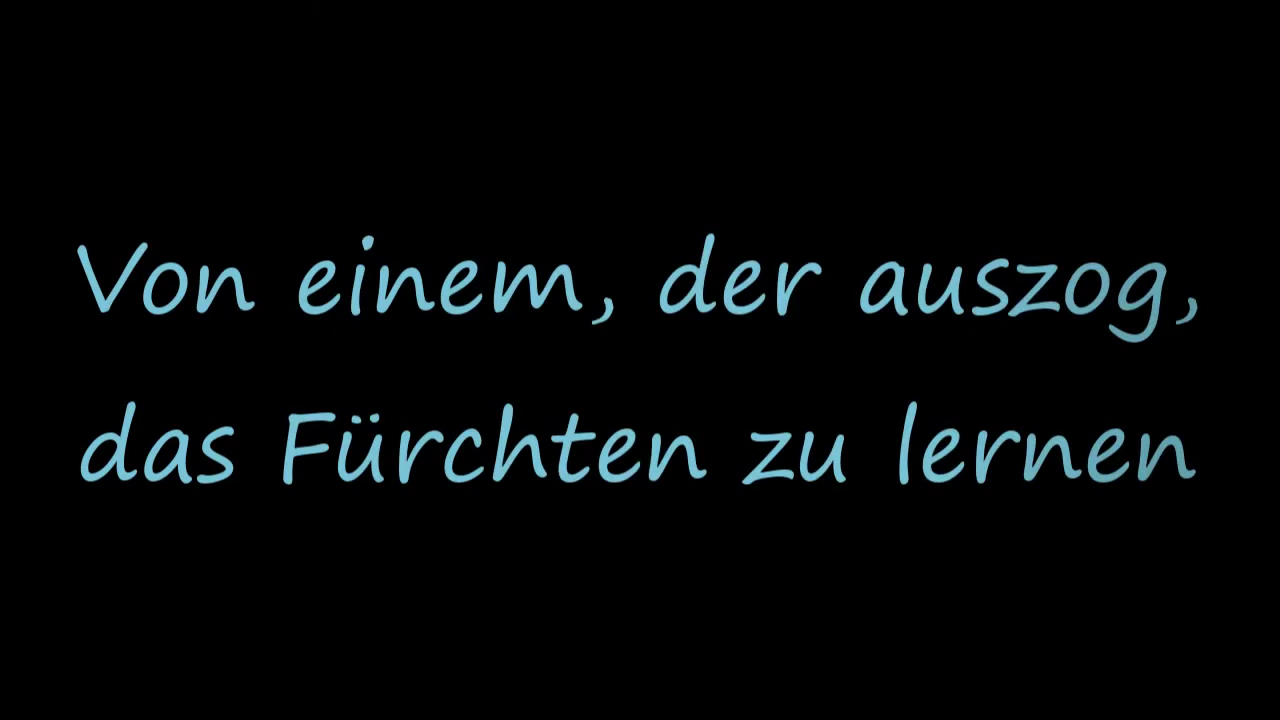 Von einem, der auszog,
das Fürchten zu lernen